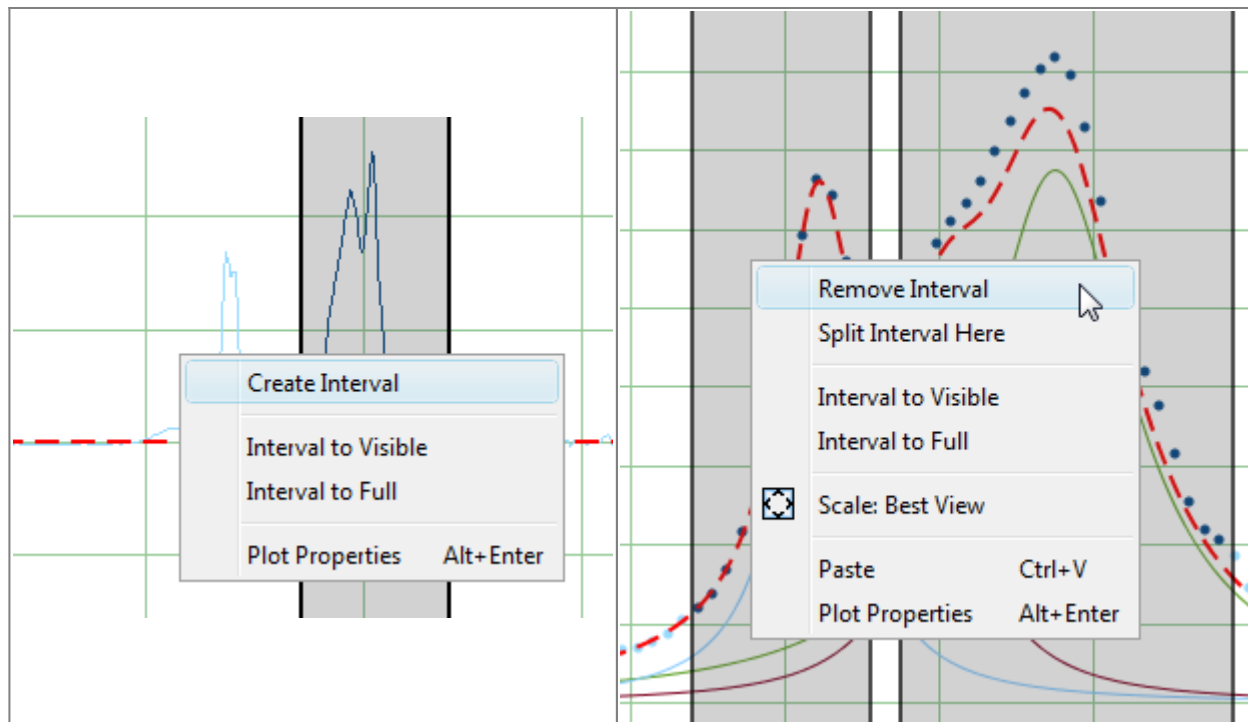 Create Interval
Interval to Visible
Interval to Full
Plot Properties Alt+Enter
Remove Interval
Split Interval Here
Interval to Visible
Interval to Full
Scale: Best View
Paste Ctrl+V
Plot Properties Alt+Enter